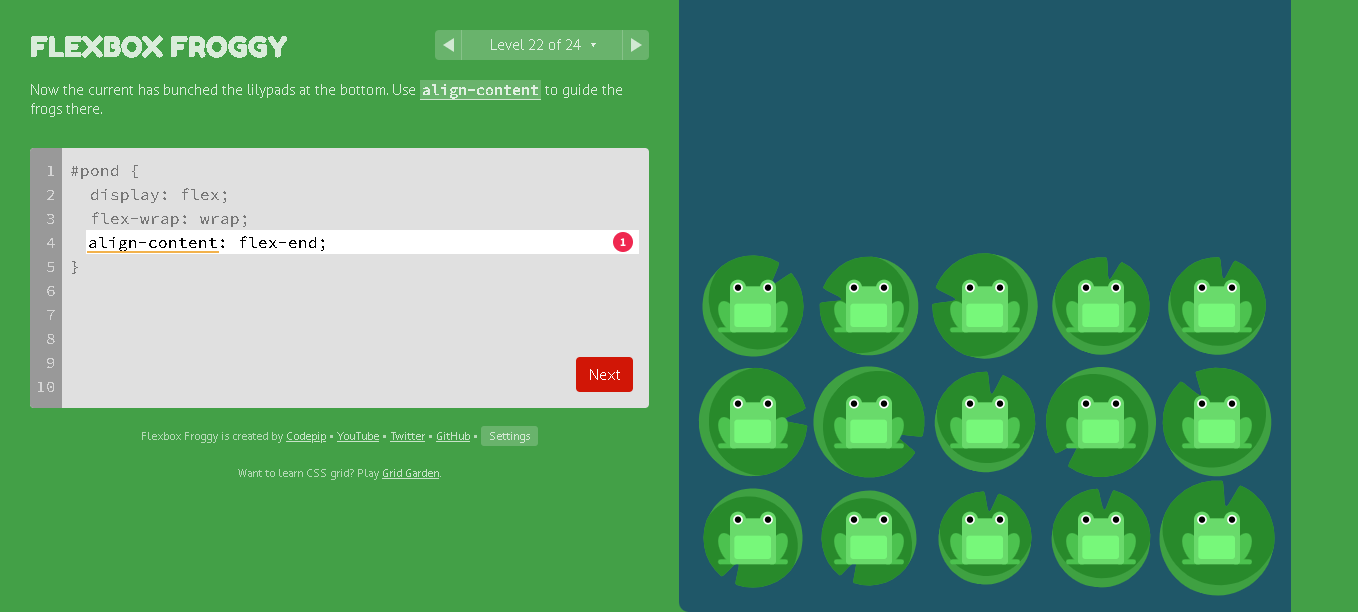 FLEXBOX FROGGY
◀ Level 22 of 24 ▾ ▶
Now the current has bunched the lilypads at the bottom. Use align-content to guide the
frogs there.
1 #pond {
2 display: flex;
3 flex-wrap: wrap;
4 align-content: flex-end; 1
5 }
6
7
8
9
10
Next
Flexbox Froggy is created by Codepip • YouTube • Twitter • GitHub • Settings
Want to learn CSS grid? Play Grid Garden.